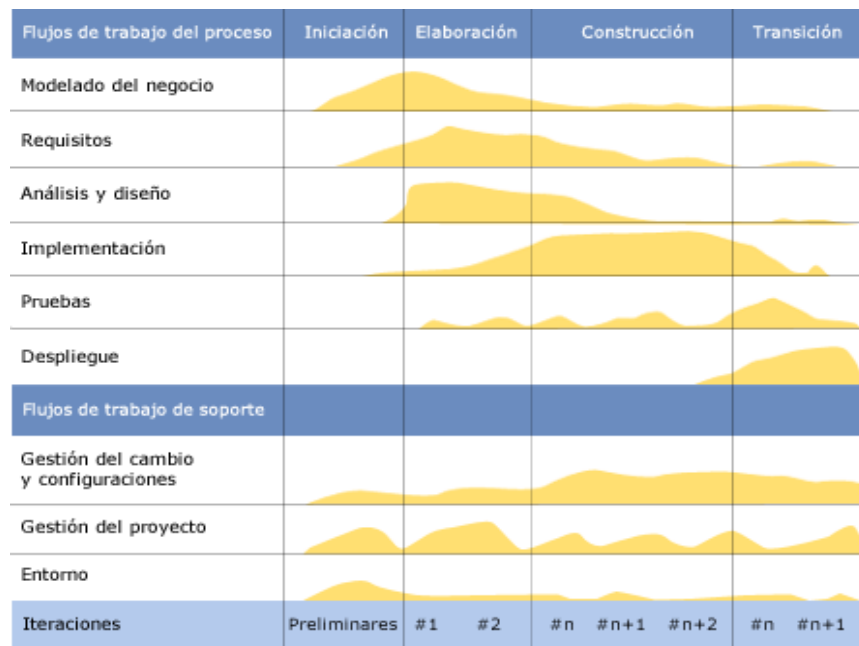 Flujos de trabajo del proceso Iniciación Elaboración Construcción Transición
Modelado del negocio
Requisitos
Análisis y diseño
Implementación
Pruebas
Despliegue
Flujos de trabajo de soporte
Gestión del cambio
y configuraciones
Gestión del proyecto
Entorno
Iteraciones Preliminares #1 #2 #n #n+1 #n+2 #n #n+1